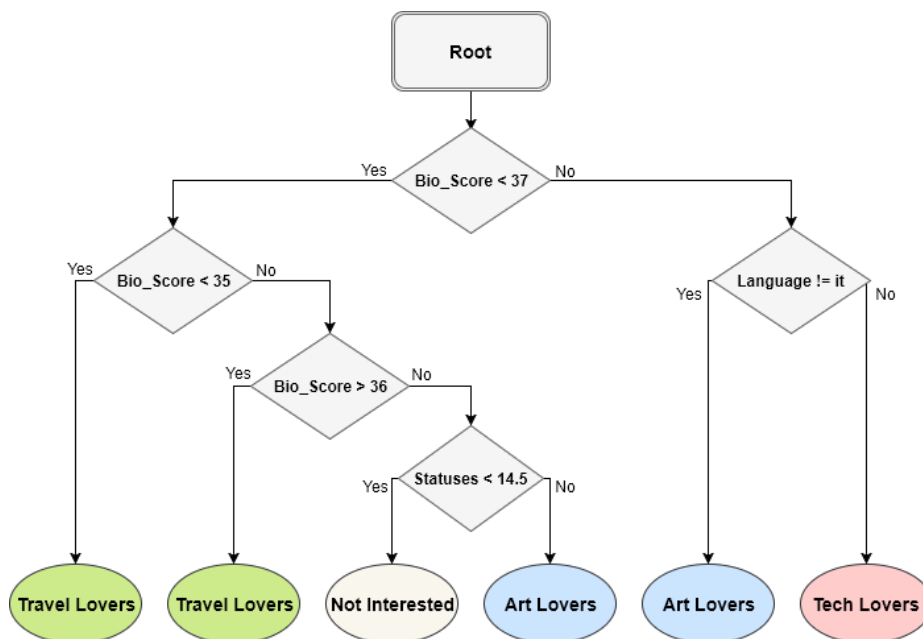 Root
Yes
Bio_Score < 37
No
Yes
Bio_Score < 35
No
Yes
Language != it
No
Yes
Bio_Score > 36
No
Yes
Statuses < 14.5
No
Travel Lovers
Travel Lovers
Not Interested
Art Lovers
Art Lovers
Tech Lovers